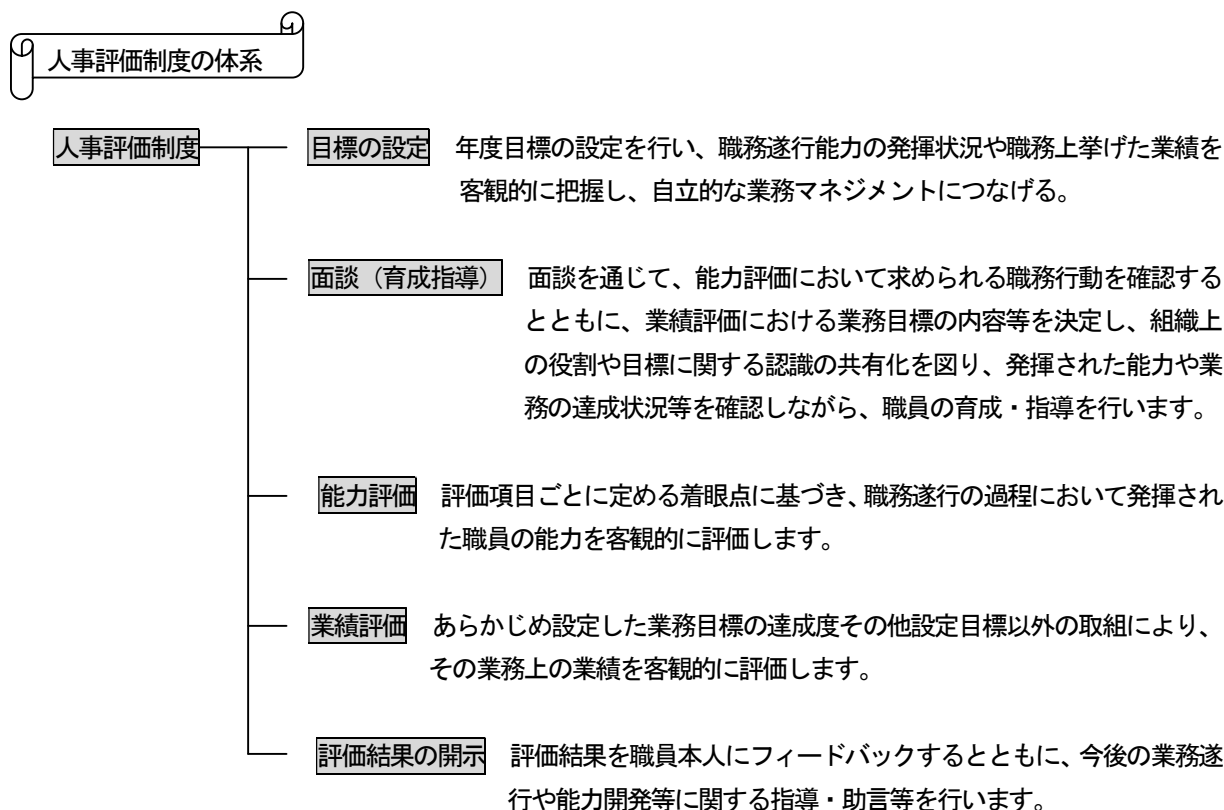 人事評価制度の体系
人事評価制度 目標の設定 年度目標の設定を行い、職務遂行能力の発揮状況や職務上挙げた業績を
客観的に把握し、自立的な業務マネジメントにつなげる。
面談（育成指導） 面談を通じて、能力評価において求められる職務行動を確認する
とともに、業績評価における業務目標の内容等を決定し、組織上
の役割や目標に関する認識の共有化を図り、発揮された能力や業
務の達成状況等を確認しながら、職員の育成・指導を行います。
能力評価 評価項目ごとに定める着眼点に基づき、職務遂行の過程において発揮され
た職員の能力を客観的に評価します。
業績評価 あらかじめ設定した業務目標の達成度その他設定目標以外の取組により、
その業務上の業績を客観的に評価します。
評価結果の開示 評価結果を職員本人にフィードバックするとともに、今後の業務遂
行や能力開発等に関する指導・助言等を行います。